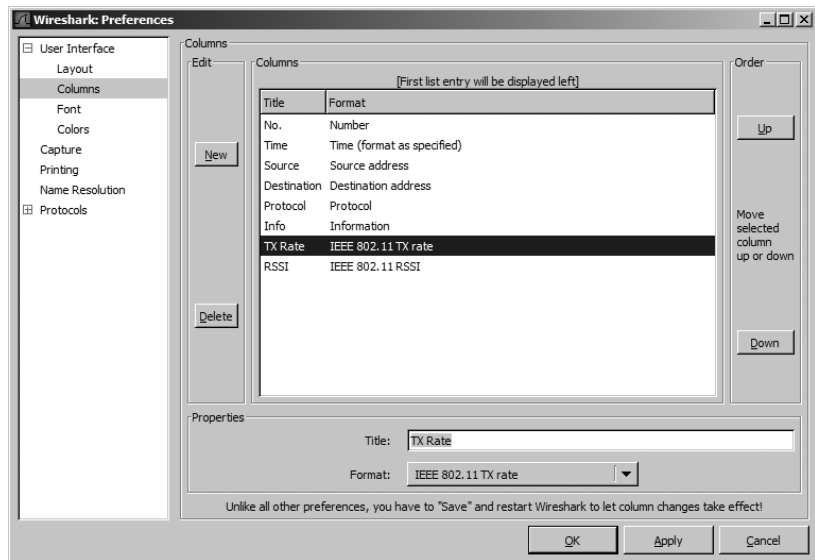 Wireshark: Preferences
User Interface
Layout
Columns
Font
Colors
Capture
Printing
Name Resolution
Protocols
Columns
Edit
New
Delete
Columns
[First list entry will be displayed left]
Title Format
No. Number
Time Time (format as specified)
Source Source address
Destination Destination address
Protocol Protocol
Info Information
TX Rate IEEE 802.11 TX rate
RSSI IEEE 802.11 RSSI
Order
Up
Move
selected
column
up or down
Down
Properties
Title: TX Rate
Format: IEEE 802.11 TX rate
Unlike all other preferences, you have to "Save" and restart Wireshark to let column changes take effect!
OK Apply Cancel